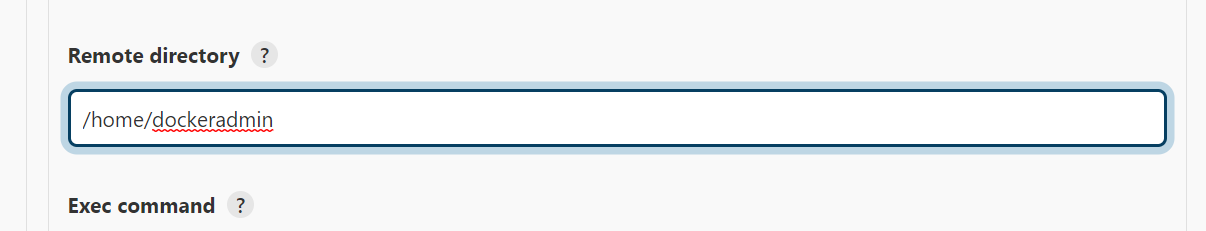 Remote directory ?
/home/dockeradmin
Exec command ?